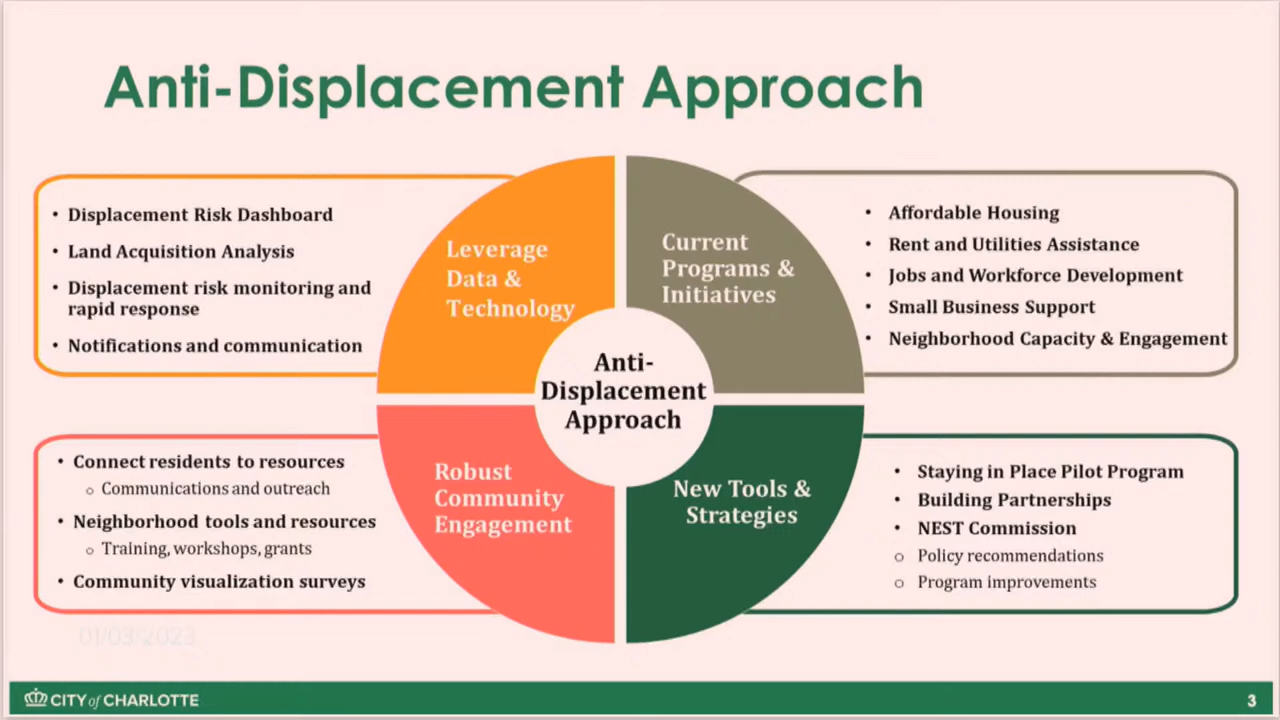 Anti-Displacement Approach
• Displacement Risk Dashboard
• Land Acquisition Analysis
• Displacement risk monitoring and
rapid response
• Notifications and communication
Leverage
Data &
Technology
Current
Programs &
Initiatives
• Affordable Housing
• Rent and Utilities Assistance
• Jobs and Workforce Development
• Small Business Support
• Neighborhood Capacity & Engagement
Anti-
Displacement
Approach
• Connect residents to resources
○ Communications and outreach
• Neighborhood tools and resources
○ Training, workshops, grants
• Community visualization surveys
Robust
Community
Engagement
New Tools &
Strategies
• Staying in Place Pilot Program
• Building Partnerships
• NEST Commission
○ Policy recommendations
○ Program improvements
01/03/2023
CITY of CHARLOTTE
3